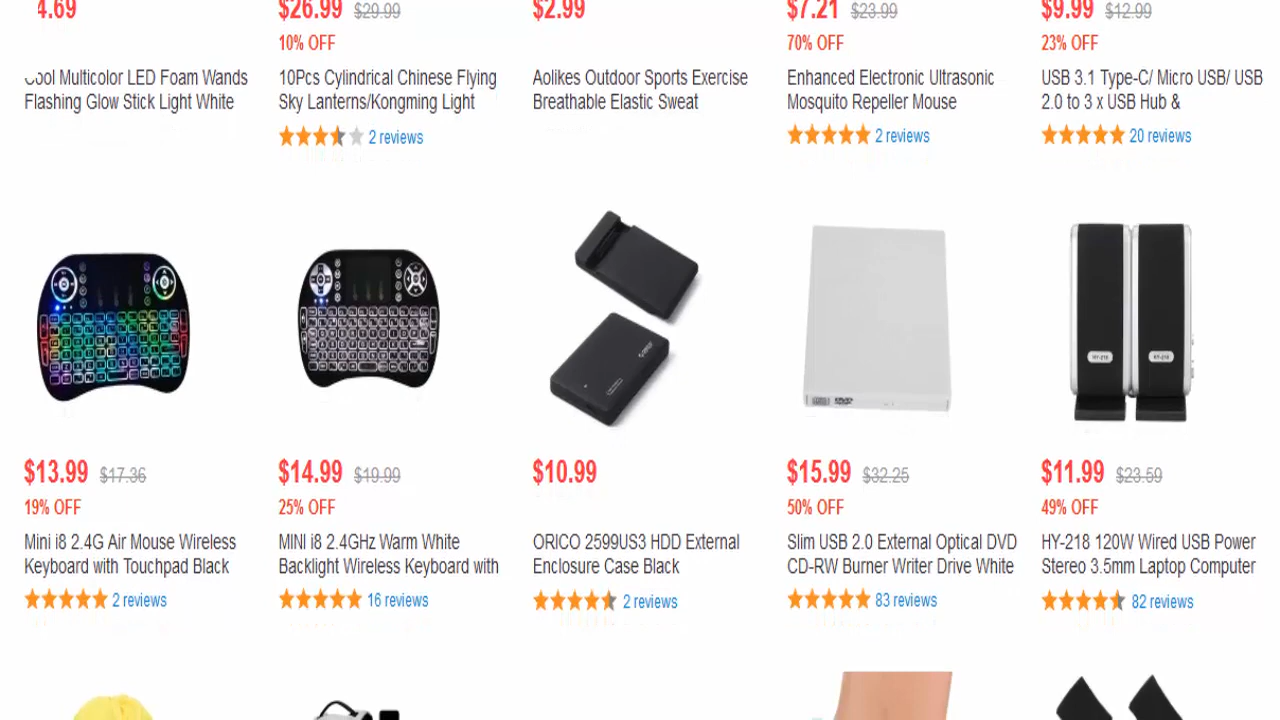 4.69
$26.99 $29.99
$2.99
$7.21 $23.99
$9.99 $12.99
10% OFF
70% OFF
23% OFF
Cool Multicolor LED Foam Wands
Flashing Glow Stick Light White
10Pcs Cylindrical Chinese Flying
Sky Lanterns/Kongming Light
Aolikes Outdoor Sports Exercise
Breathable Elastic Sweat
Enhanced Electronic Ultrasonic
Mosquito Repeller Mouse
USB 3.1 Type-C/ Micro USB/ USB
2.0 to 3 x USB Hub &
2 reviews
2 reviews
20 reviews
ORICO
DVD
HY-218
HY-218
$13.99 $17.36
$14.99 $19.99
$10.99
$15.99 $32.25
$11.99 $23.59
19% OFF
25% OFF
50% OFF
49% OFF
Mini i8 2.4G Air Mouse Wireless
Keyboard with Touchpad Black
MINI i8 2.4GHz Warm White
Backlight Wireless Keyboard with
ORICO 2599US3 HDD External
Enclosure Case Black
Slim USB 2.0 External Optical DVD
CD-RW Burner Writer Drive White
HY-218 120W Wired USB Power
Stereo 3.5mm Laptop Computer
2 reviews
16 reviews
2 reviews
83 reviews
82 reviews